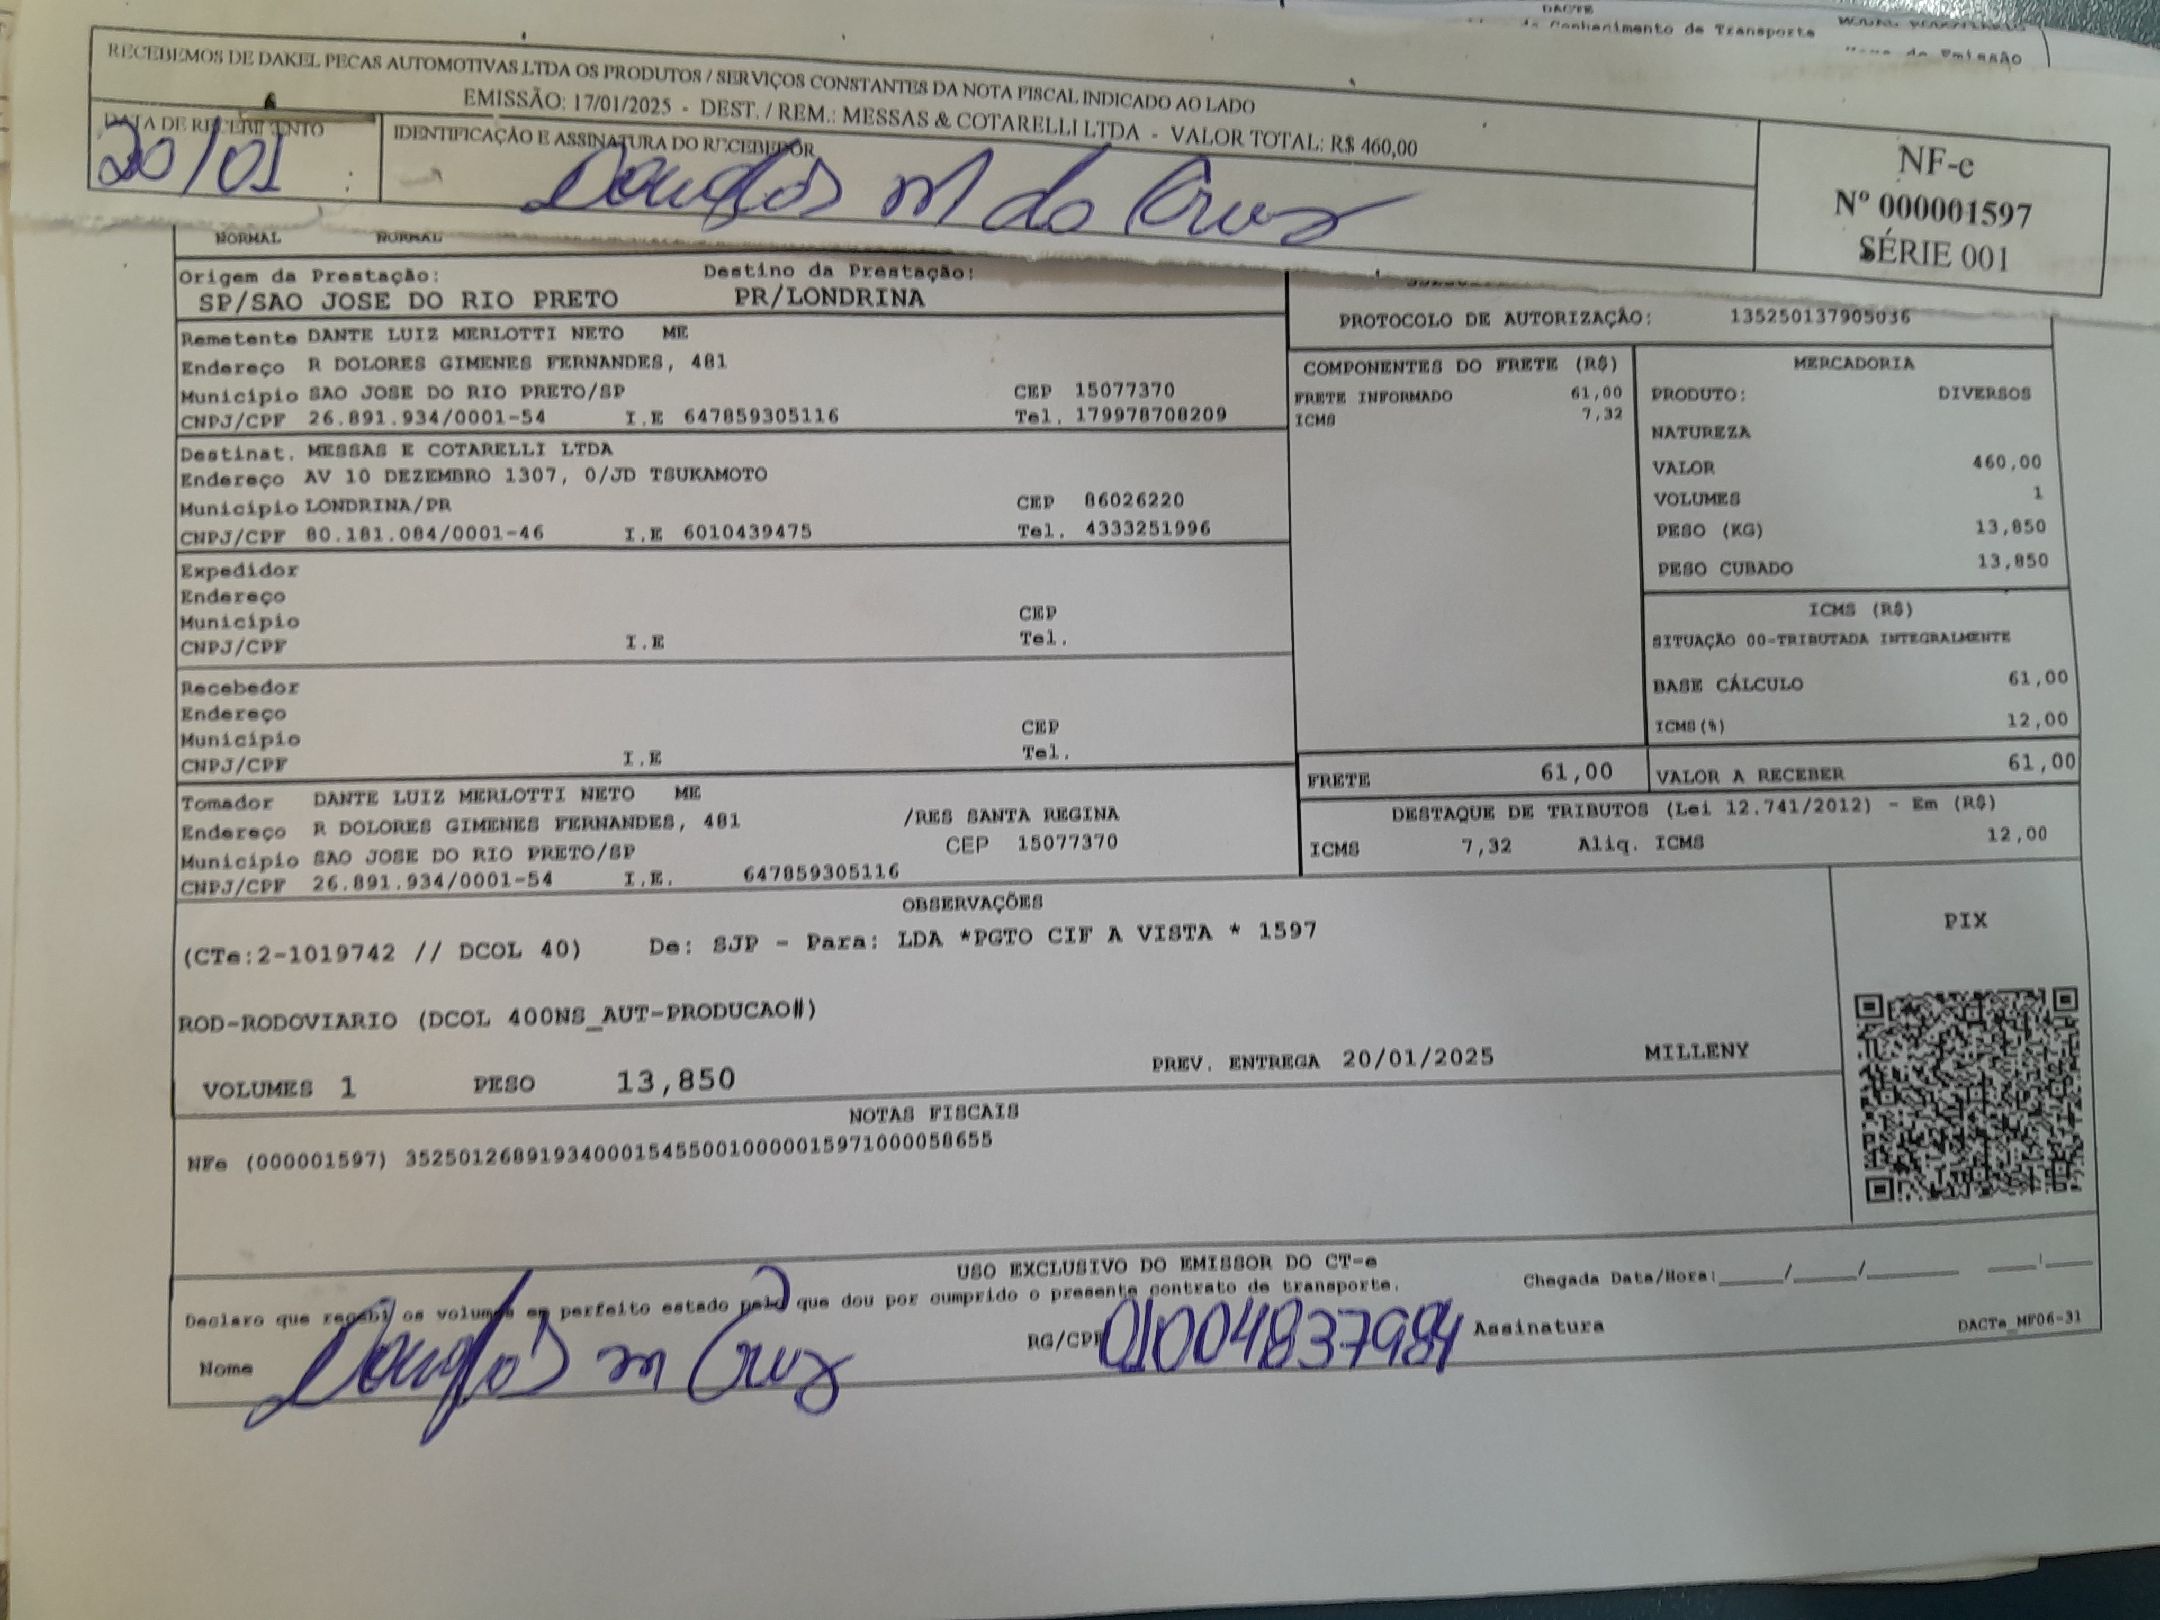 DACTE
Conhecimento de Transporte
de Emissão
RECEBEMOS DE DAKEL PECAS AUTOMOTIVAS LTDA OS PRODUTOS / SERVIÇOS CONSTANTES DA NOTA FISCAL INDICADO AO LADO
EMISSÃO: 17/01/2025 - DEST. / REM.: MESSAS & COTARELLI LTDA - VALOR TOTAL: R$ 460,00
DATA DE RECEBIMENTO
20/01
IDENTIFICAÇÃO E ASSINATURA DO RECEBEDOR
Douglas M da Cruz
NF-e
Nº 000001597
SÉRIE 001
NORMAL NORMAL
Origem da Prestação: Destino da Prestação:
SP/SAO JOSE DO RIO PRETO PR/LONDRINA
Remetente DANTE LUIZ MERLOTTI NETO ME
Endereço R DOLORES GIMENES FERNANDES, 481
Município SAO JOSE DO RIO PRETO/SP CEP 15077370
CNPJ/CPF 26.891.934/0001-54 I.E 647859305116 Tel. 179978708209
Destinat. MESSAS E COTARELLI LTDA
Endereço AV 10 DEZEMBRO 1307, 0/JD TSUKAMOTO
Município LONDRINA/PR CEP 86026220
CNPJ/CPF 80.181.084/0001-46 I.E 6010439475 Tel. 4333251996
Expedidor
Endereço
Município CEP
CNPJ/CPF I.E Tel.
Recebedor
Endereço
Município CEP
CNPJ/CPF I.E Tel.
Tomador DANTE LUIZ MERLOTTI NETO ME
Endereço R DOLORES GIMENES FERNANDES, 481 /RES SANTA REGINA
Município SAO JOSE DO RIO PRETO/SP CEP 15077370
CNPJ/CPF 26.891.934/0001-54 I.E. 647859305116
PROTOCOLO DE AUTORIZAÇÃO: 135250137905036
COMPONENTES DO FRETE (R$)
FRETE INFORMADO 61,00
ICMS 7,32
MERCADORIA
PRODUTO: DIVERSOS
NATUREZA
VALOR 460,00
VOLUMES 1
PESO (KG) 13,850
PESO CUBADO 13,850
ICMS (R$)
SITUAÇÃO 00-TRIBUTADA INTEGRALMENTE
BASE CÁLCULO 61,00
ICMS(%) 12,00
FRETE 61,00 VALOR A RECEBER 61,00
DESTAQUE DE TRIBUTOS (Lei 12.741/2012) - Em (R$)
ICMS 7,32 Aliq. ICMS 12,00
OBSERVAÇÕES
(CTe:2-1019742 // DCOL 40) De: SJP - Para: LDA *PGTO CIF A VISTA * 1597
ROD-RODOVIARIO (DCOL 400NS_AUT-PRODUCAO#)
VOLUMES 1 PESO 13,850 PREV. ENTREGA 20/01/2025 MILLENY
PIX
NOTAS FISCAIS
NFe (000001597) 35250126891934000154550010000015971000058655
USO EXCLUSIVO DO EMISSOR DO CT-e
Declaro que recebi os volumes em perfeito estado pelo que dou por cumprido o presente contrato de transporte.
Chegada Data/Hora:_____/_____/_______ ___:____
Nome Douglas m Cruz RG/CPF 01004837984 Assinatura
DACTe_MF06-31